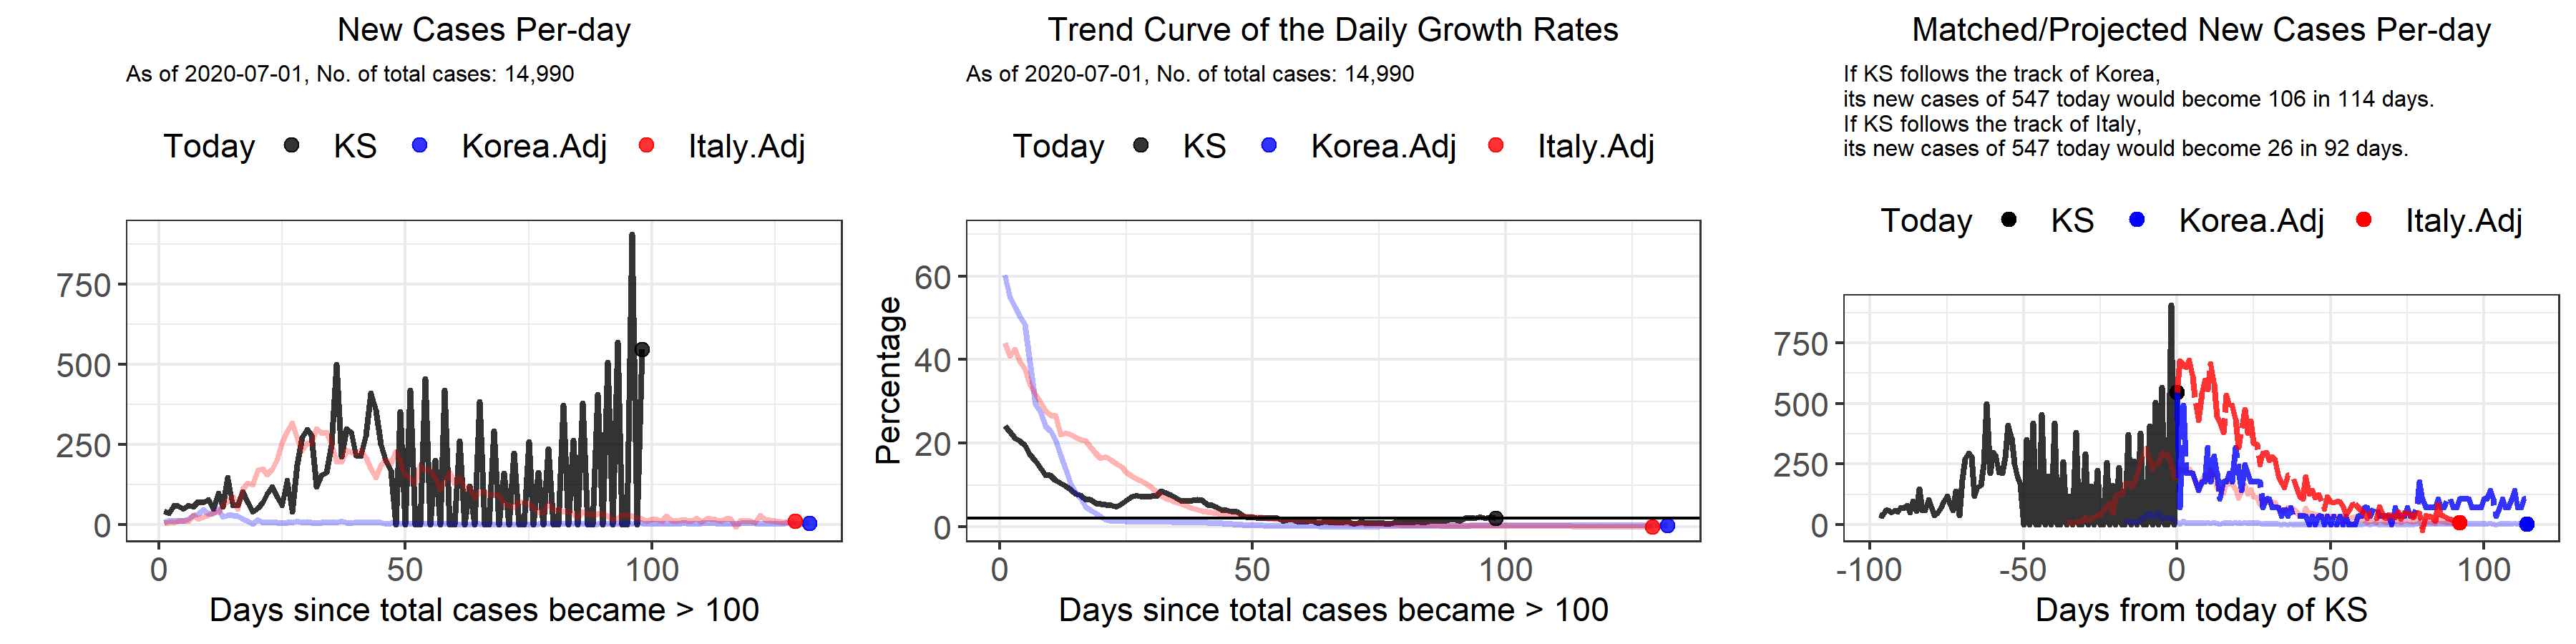 New Cases Per-day
As of 2020-07-01, No. of total cases: 14,990
Today KS Korea.Adj Italy.Adj
750
500
250
0
0 50 100
Days since total cases became > 100
Trend Curve of the Daily Growth Rates
As of 2020-07-01, No. of total cases: 14,990
Today KS Korea.Adj Italy.Adj
Percentage
60
40
20
0
0 50 100
Days since total cases became > 100
Matched/Projected New Cases Per-day
If KS follows the track of Korea,
its new cases of 547 today would become 106 in 114 days.
If KS follows the track of Italy,
its new cases of 547 today would become 26 in 92 days.
Today KS Korea.Adj Italy.Adj
750
500
250
0
-100 -50 0 50 100
Days from today of KS